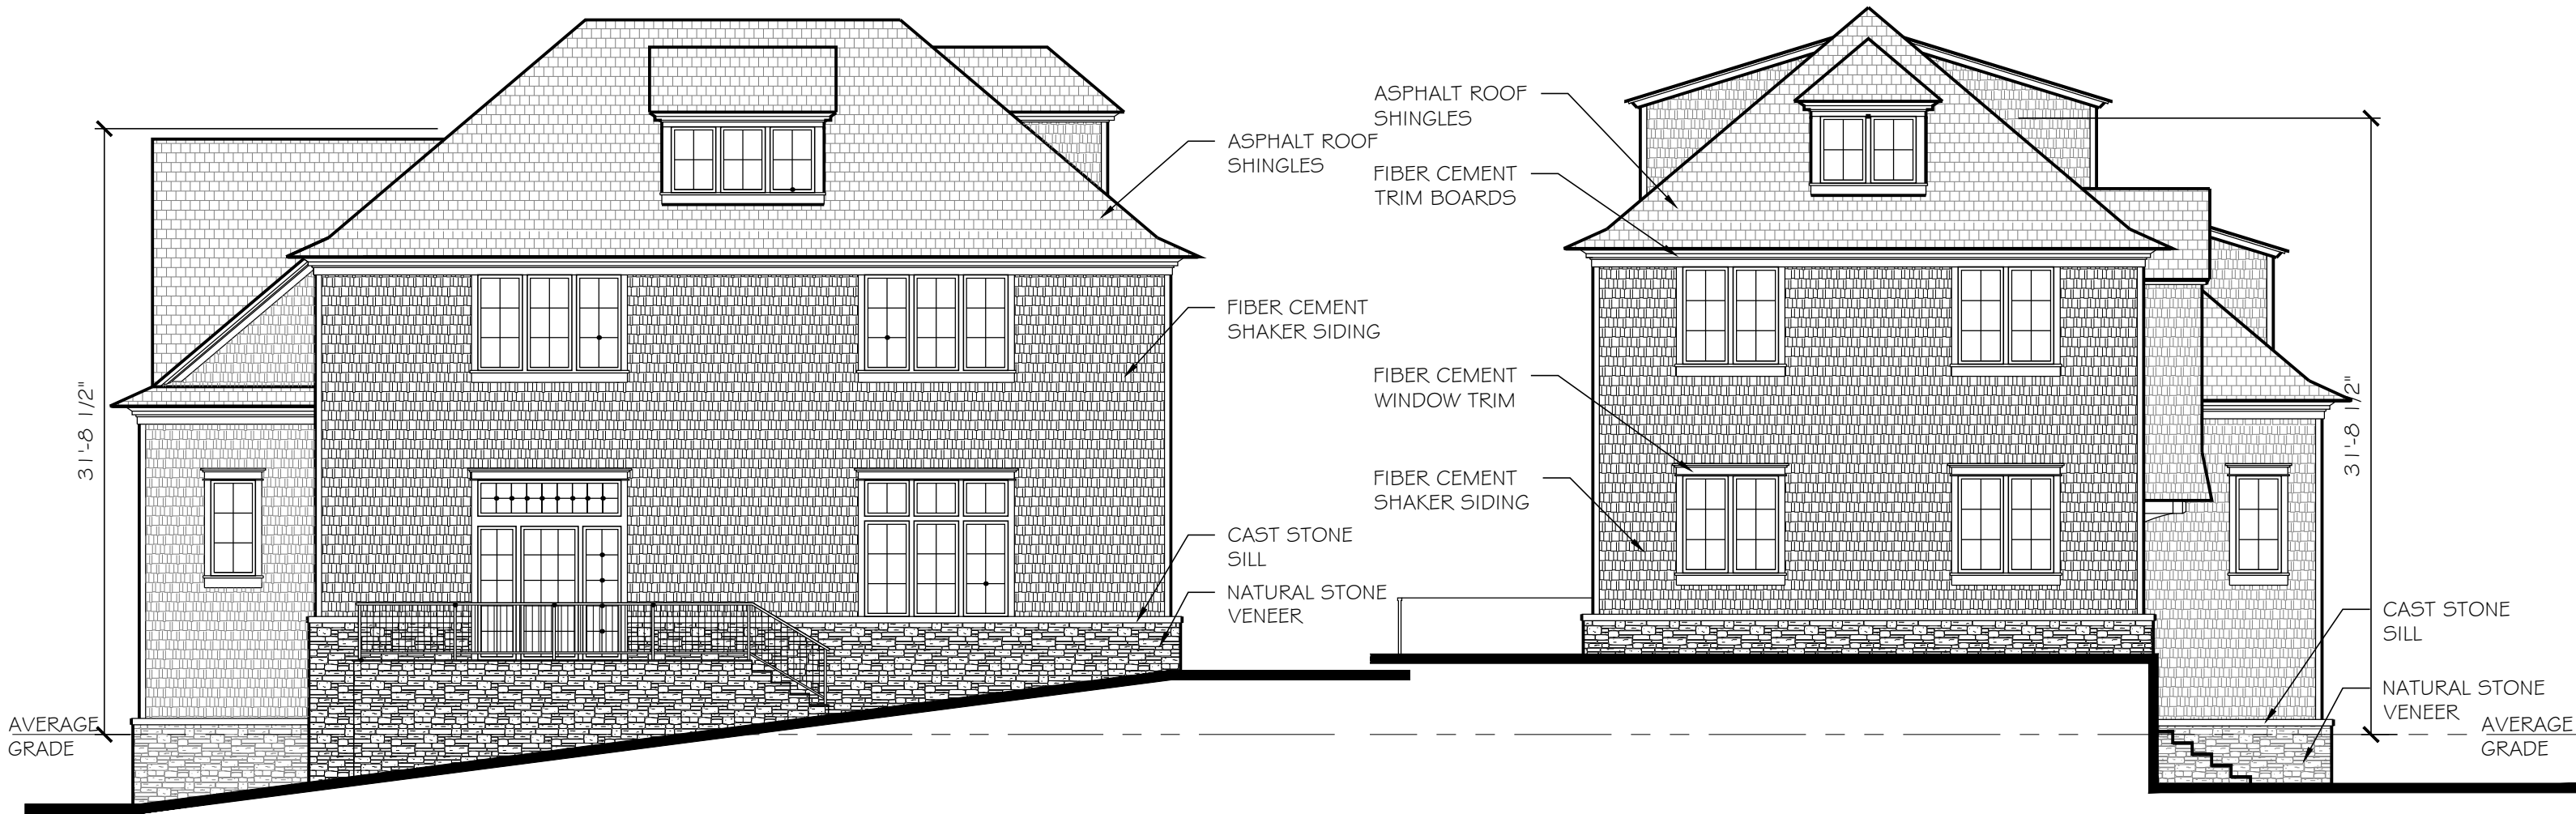 31'-8 1/2"
AVERAGE
GRADE
ASPHALT ROOF
SHINGLES
FIBER CEMENT
SHAKER SIDING
CAST STONE
SILL
NATURAL STONE
VENEER
ASPHALT ROOF
SHINGLES
FIBER CEMENT
TRIM BOARDS
FIBER CEMENT
WINDOW TRIM
FIBER CEMENT
SHAKER SIDING
31'-8 1/2"
CAST STONE
SILL
NATURAL STONE
VENEER
AVERAGE
GRADE